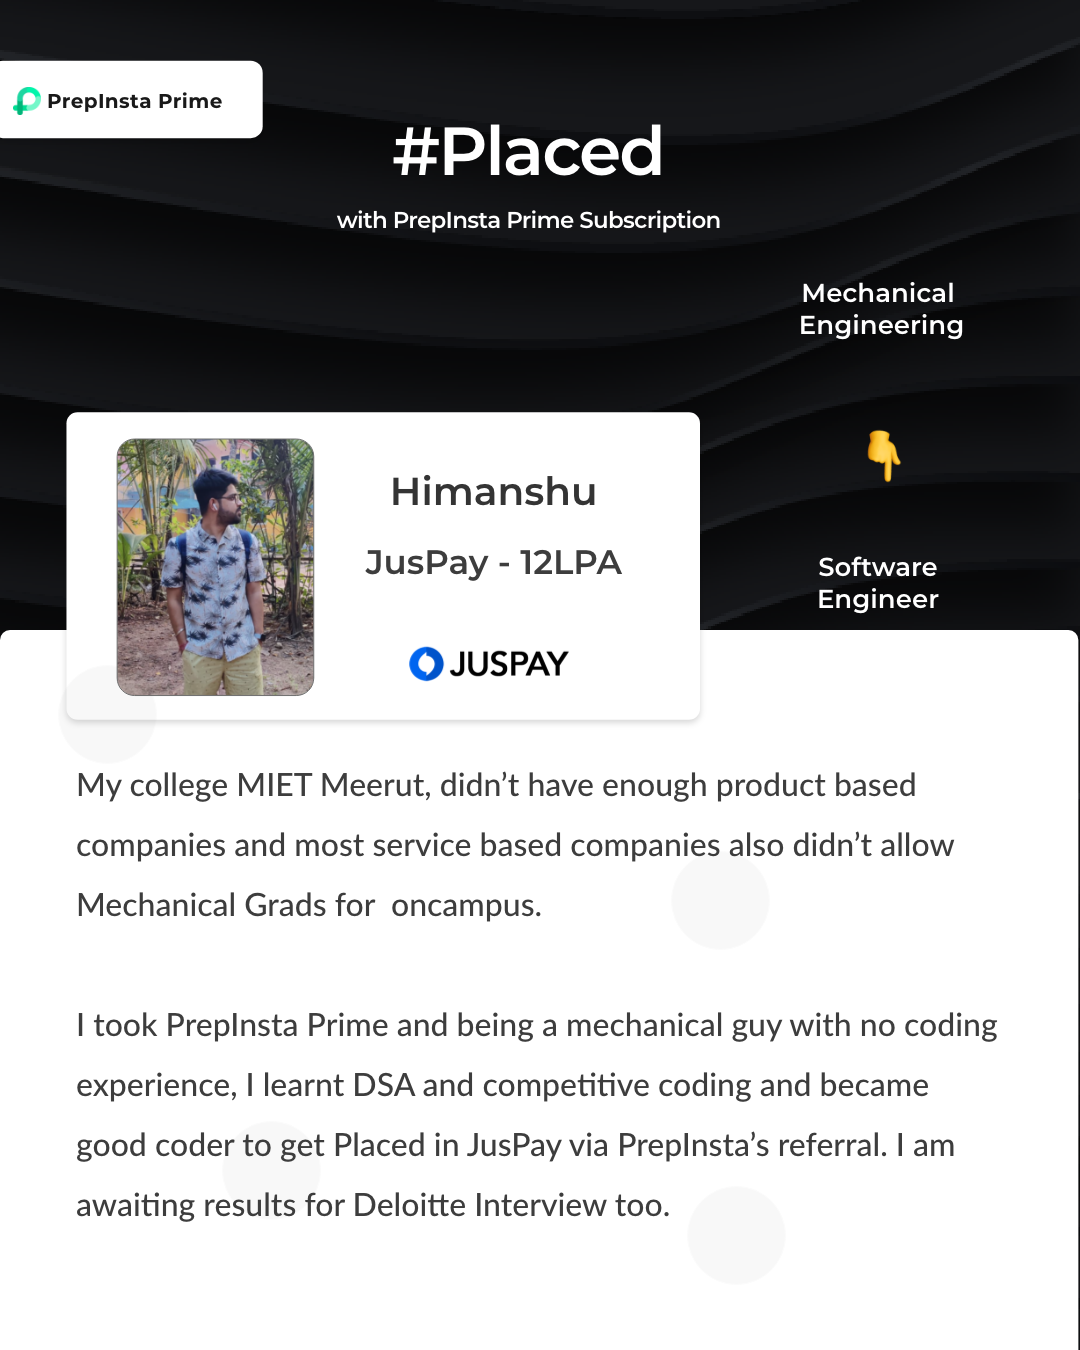 PrepInsta Prime
#Placed
with PrepInsta Prime Subscription
Mechanical
Engineering
👇
Software
Engineer
Himanshu
JusPay - 12LPA
JUSPAY
My college MIET Meerut, didn’t have enough product based
companies and most service based companies also didn’t allow
Mechanical Grads for  oncampus.
I took PrepInsta Prime and being a mechanical guy with no coding
experience, I learnt DSA and competitive coding and became
good coder to get Placed in JusPay via PrepInsta’s referral. I am
awaiting results for Deloitte Interview too.